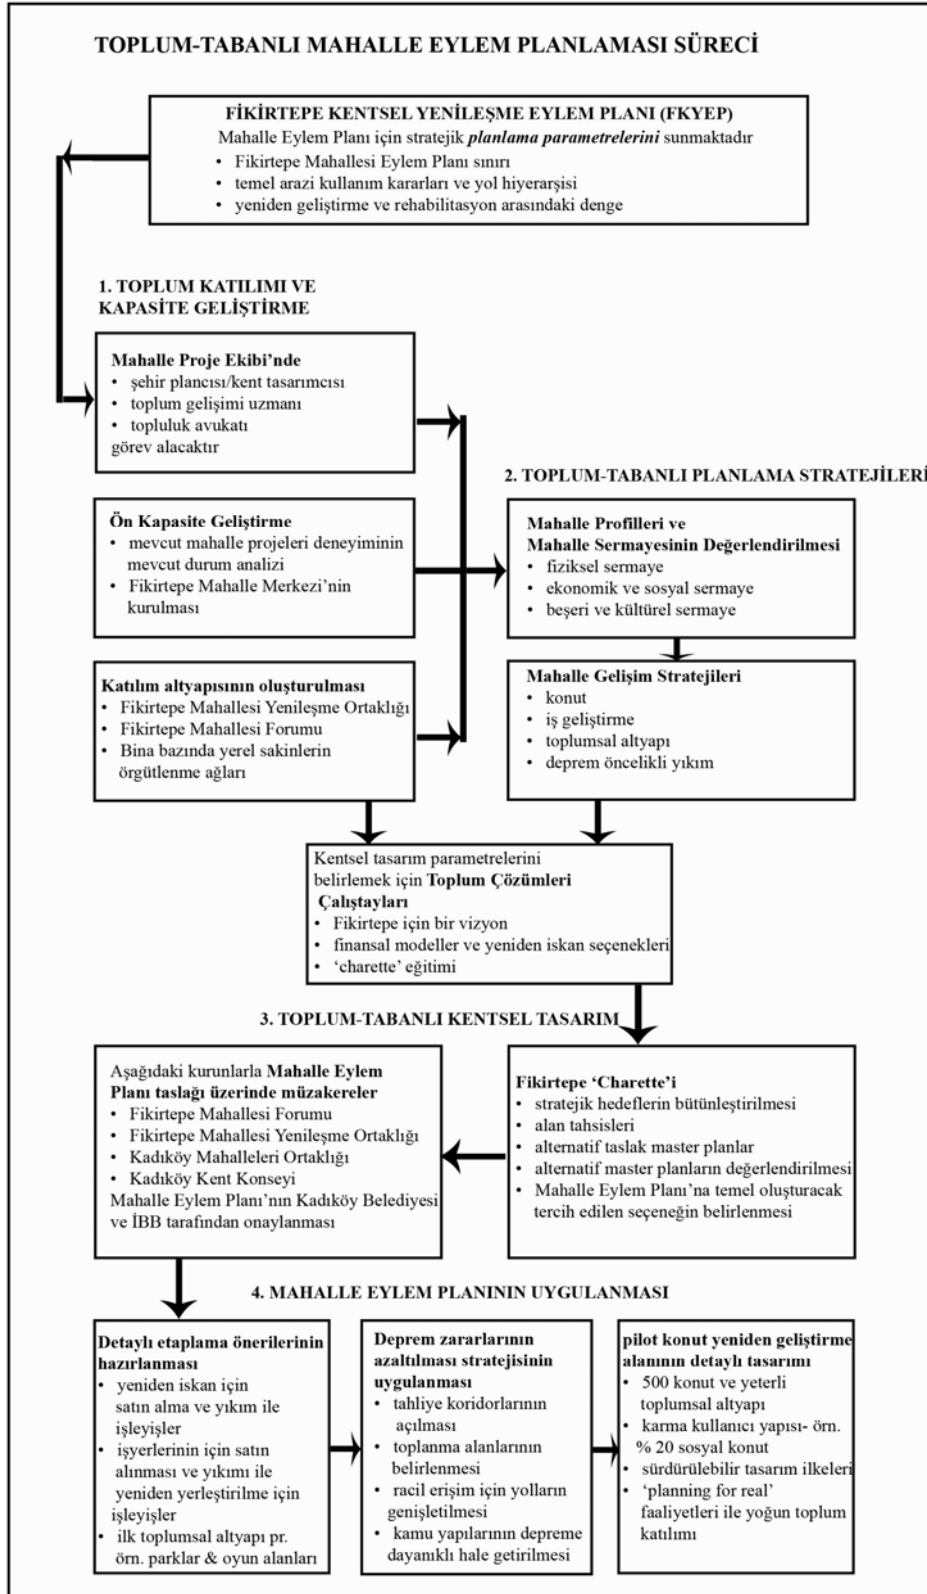 TOPLUM-TABANLI MAHALLE EYLEM PLANLAMASI SÜRECİ
FİKİRTEPE KENTSEL YENİLEŞME EYLEM PLANI (FKYEP)
Mahalle Eylem Planı için stratejik planlama parametrelerini sunmaktadır
• Fikirtepe Mahallesi Eylem Planı sınırı
• temel arazi kullanım kararları ve yol hiyerarşisi
• yeniden geliştirme ve rehabilitasyon arasındaki denge
1. TOPLUM KATILIMI VE
KAPASİTE GELİŞTİRME
Mahalle Proje Ekibi’nde
• şehir plancısı/kent tasarımcısı
• toplum gelişimi uzmanı
• topluluk avukatı
görev alacaktır
Ön Kapasite Geliştirme
• mevcut mahalle projeleri deneyiminin
mevcut durum analizi
• Fikirtepe Mahalle Merkezi’nin
kurulması
Katılım altyapısının oluşturulması
• Fikirtepe Mahallesi Yenileşme Ortaklığı
• Fikirtepe Mahallesi Forumu
• Bina bazında yerel sakinlerin
örgütlenme ağları
2. TOPLUM-TABANLI PLANLAMA STRATEJİLERİ
Mahalle Profilleri ve
Mahalle Sermayesinin Değerlendirilmesi
• fiziksel sermaye
• ekonomik ve sosyal sermaye
• beşeri ve kültürel sermaye
Mahalle Gelişim Stratejileri
• konut
• iş geliştirme
• toplumsal altyapı
• deprem öncelikli yıkım
Kentsel tasarım parametrelerini
belirlemek için Toplum Çözümleri
Çalıştayları
• Fikirtepe için bir vizyon
• finansal modeller ve yeniden iskan seçenekleri
• ‘charette’ eğitimi
3. TOPLUM-TABANLI KENTSEL TASARIM
Aşağıdaki kurunlarla Mahalle Eylem
Planı taslağı üzerinde müzakereler
• Fikirtepe Mahallesi Forumu
• Fikirtepe Mahallesi Yenileşme Ortaklığı
• Kadıköy Mahalleleri Ortaklığı
• Kadıköy Kent Konseyi
Mahalle Eylem Planı’nın Kadıköy Belediyesi
ve İBB tarafından onaylanması
Fikirtepe ‘Charette’i
• stratejik hedeflerin bütünleştirilmesi
• alan tahsisleri
• alternatif taslak master planlar
• alternatif master planların değerlendirilmesi
• Mahalle Eylem Planı’na temel oluşturacak
tercih edilen seçeneğin belirlenmesi
4. MAHALLE EYLEM PLANININ UYGULANMASI
Detaylı etaplama önerilerinin
hazırlanması
• yeniden iskan için
satın alma ve yıkım ile
işleyişler
• işyerlerinin için satın
alınması ve yıkımı ile
yeniden yerleştirilme için
işleyişler
• ilk toplumsal altyapı pr.
örn. parklar & oyun alanları
Deprem zararlarının
azaltılması stratejisinin
uygulanması
• tahliye koridorlarının
açılması
• toplanma alanlarının
belirlenmesi
• racil erişim için yolların
genişletilmesi
• kamu yapılarının depreme
dayanıklı hale getirilmesi
pilot konut yeniden geliştirme
alanının detaylı tasarımı
• 500 konut ve yeterli
toplumsal altyapı
• karma kullanıcı yapısı- örn.
% 20 sosyal konut
• sürdürülebilir tasarım ilkeleri
• ‘planning for real’
faaliyetleri ile yoğun toplum
katılımı